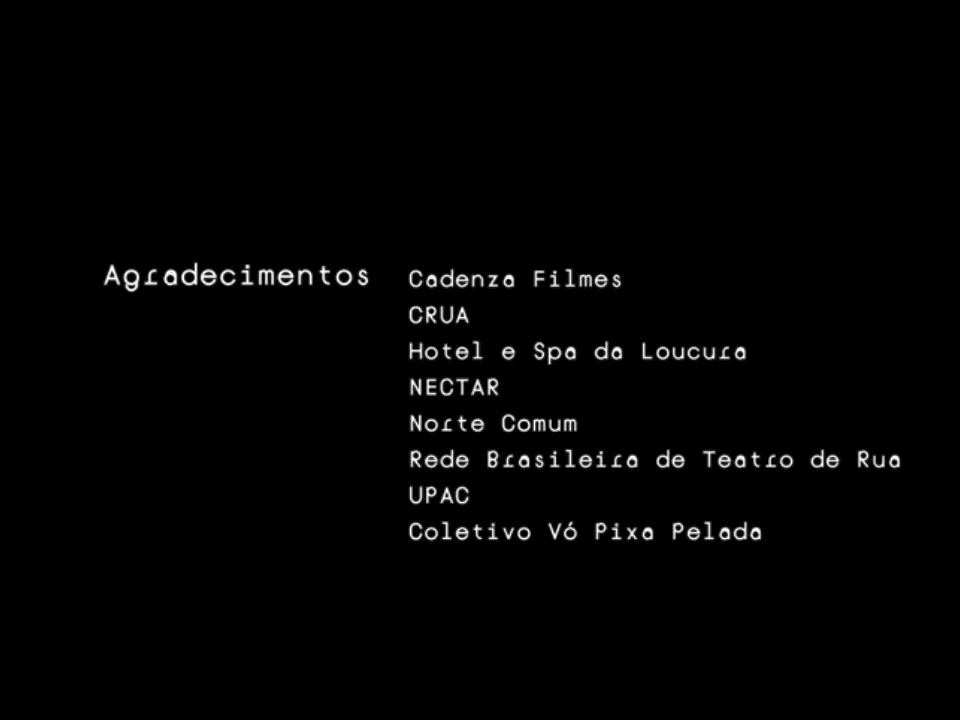 Agradecimentos Cadenza Filmes
CRUA
Hotel e Spa da Loucura
NECTAR
Norte Comum
Rede Brasileira de Teatro de Rua
UPAC
Coletivo Vó Pixa Pelada